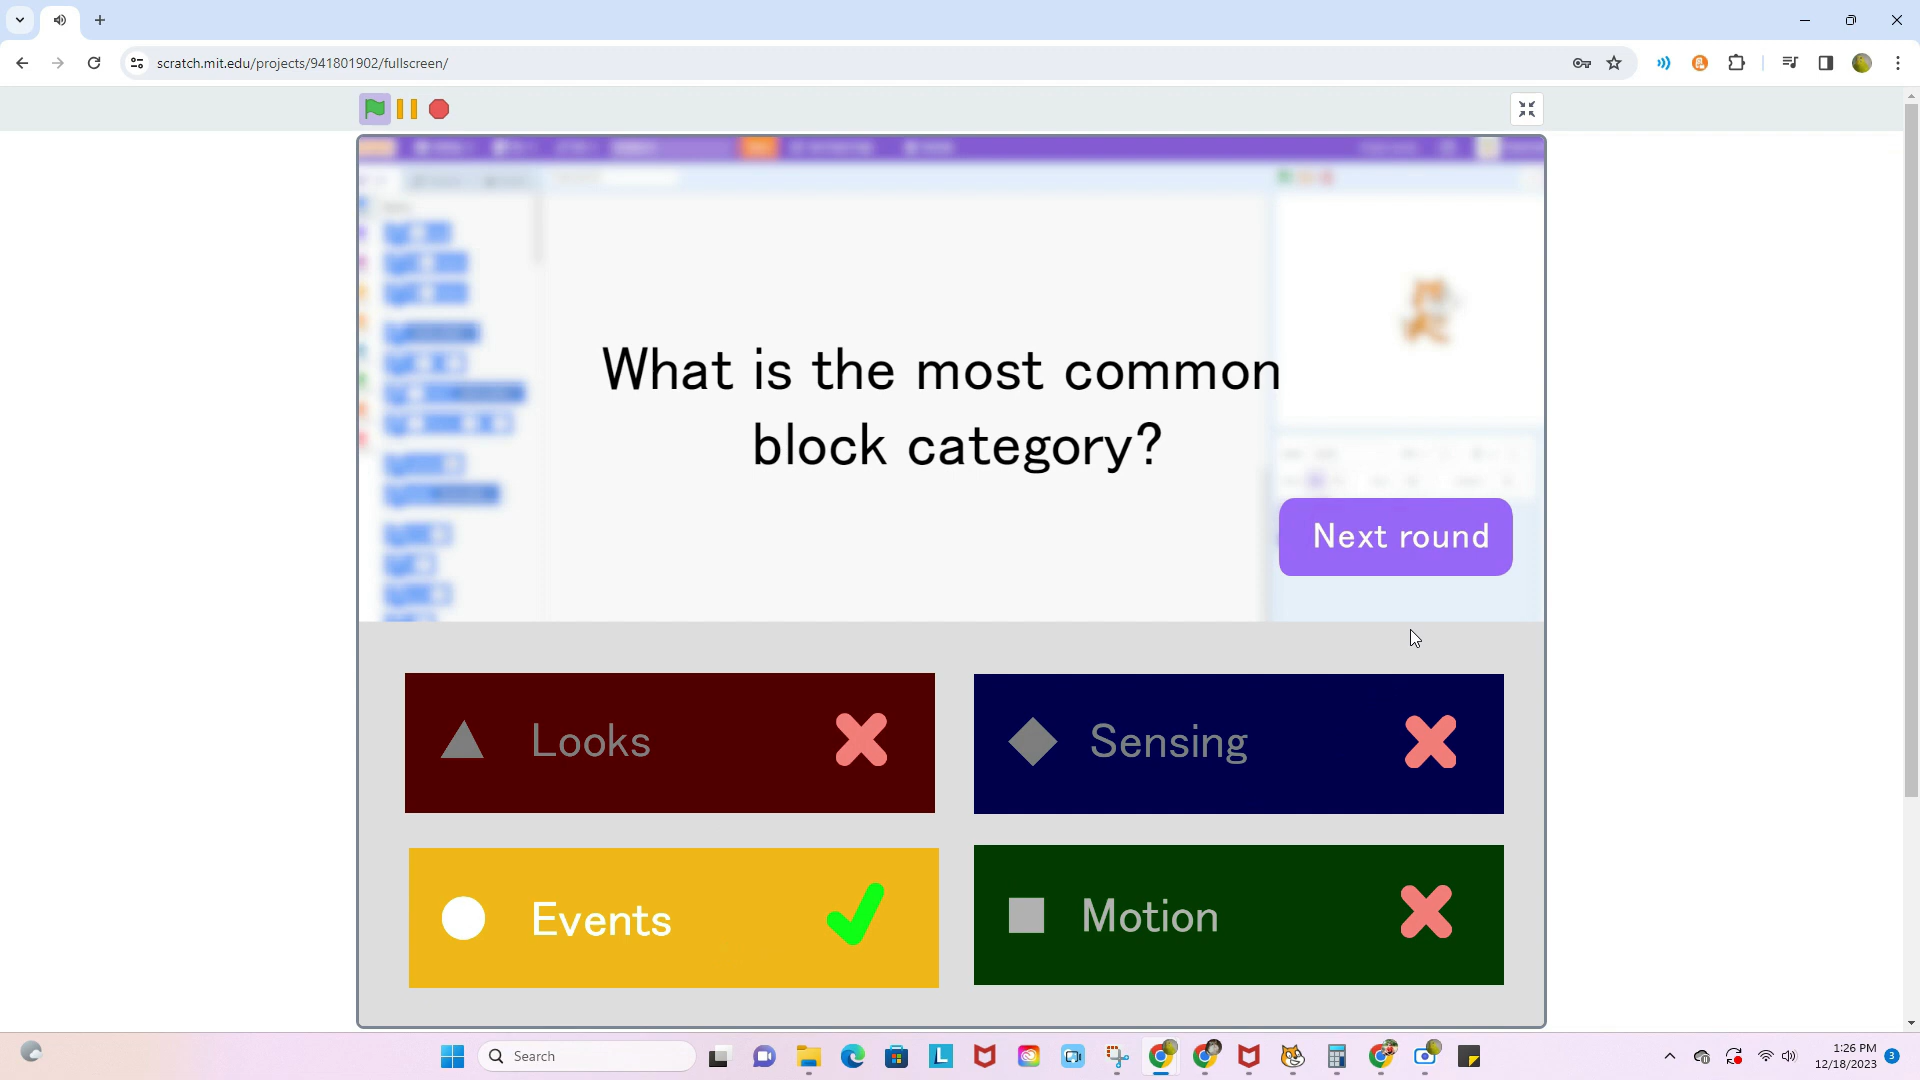 scratch.mit.edu/projects/941801902/fullscreen/
What is the most common
block category?
Next round
Looks
Sensing
Events
Motion
Search
L
1:26 PM
12/18/2023
3